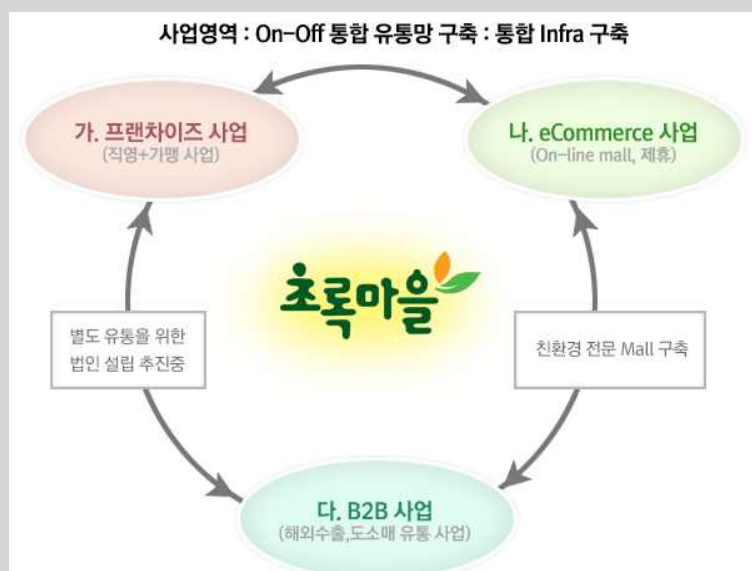 사업영역 : On-Off 통합 유통망 구축 : 통합 Infra 구축
가. 프랜차이즈 사업
(직영+가맹 사업)
나. eCommerce 사업
(On-line mall, 제휴)
초록마을
별도 유통을 위한
법인 설립 추진중
친환경 전문 Mall 구축
다. B2B 사업
(해외수출,도소매 유통 사업)